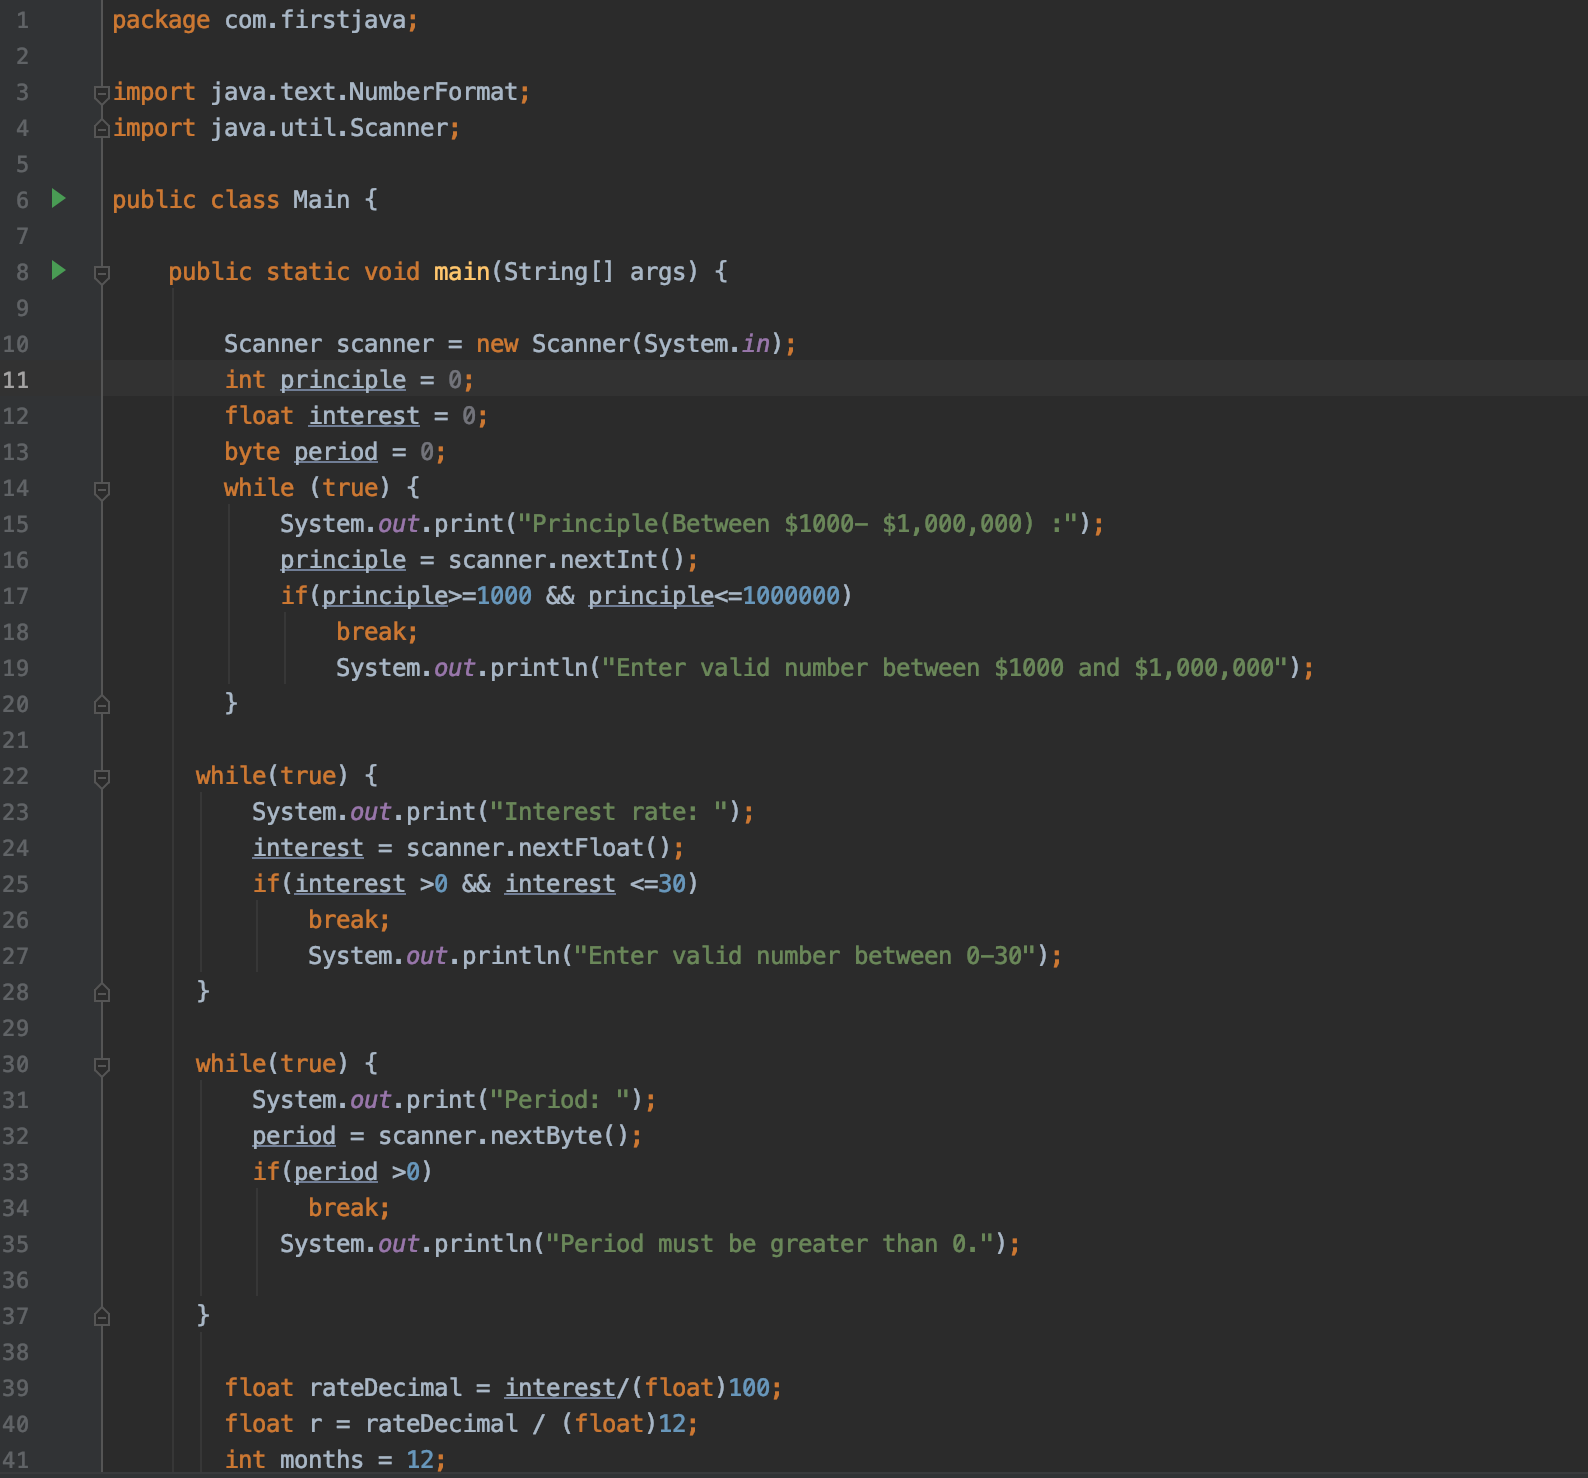 1 package com.firstjava;
2
3 import java.text.NumberFormat;
4 import java.util.Scanner;
5
6 public class Main {
7
8     public static void main(String[] args) {
9
10         Scanner scanner = new Scanner(System.in);
11         int principle = 0;
12         float interest = 0;
13         byte period = 0;
14         while (true) {
15             System.out.print("Principle(Between $1000- $1,000,000) :");
16             principle = scanner.nextInt();
17             if(principle>=1000 && principle<=1000000)
18                 break;
19                 System.out.println("Enter valid number between $1000 and $1,000,000");
20         }
21
22       while(true) {
23           System.out.print("Interest rate: ");
24           interest = scanner.nextFloat();
25           if(interest >0 && interest <=30)
26               break;
27               System.out.println("Enter valid number between 0-30");
28       }
29
30       while(true) {
31           System.out.print("Period: ");
32           period = scanner.nextByte();
33           if(period >0)
34               break;
35             System.out.println("Period must be greater than 0.");
36
37       }
38
39         float rateDecimal = interest/(float)100;
40         float r = rateDecimal / (float)12;
41         int months = 12;